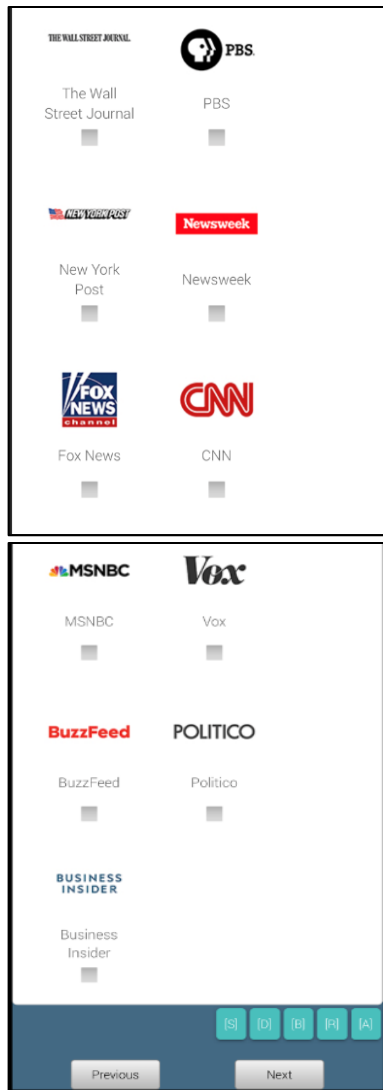 THE WALL STREET JOURNAL.
PBS.
The Wall
Street Journal
PBS
NEW YORK POST
Newsweek
New York
Post
Newsweek
FOX
NEWS
channel
CNN
Fox News
CNN
MSNBC
Vox
MSNBC
Vox
BuzzFeed
POLITICO
BuzzFeed
Politico
BUSINESS
INSIDER
Business
Insider
[S] [D] [B] [R] [A]
Previous
Next